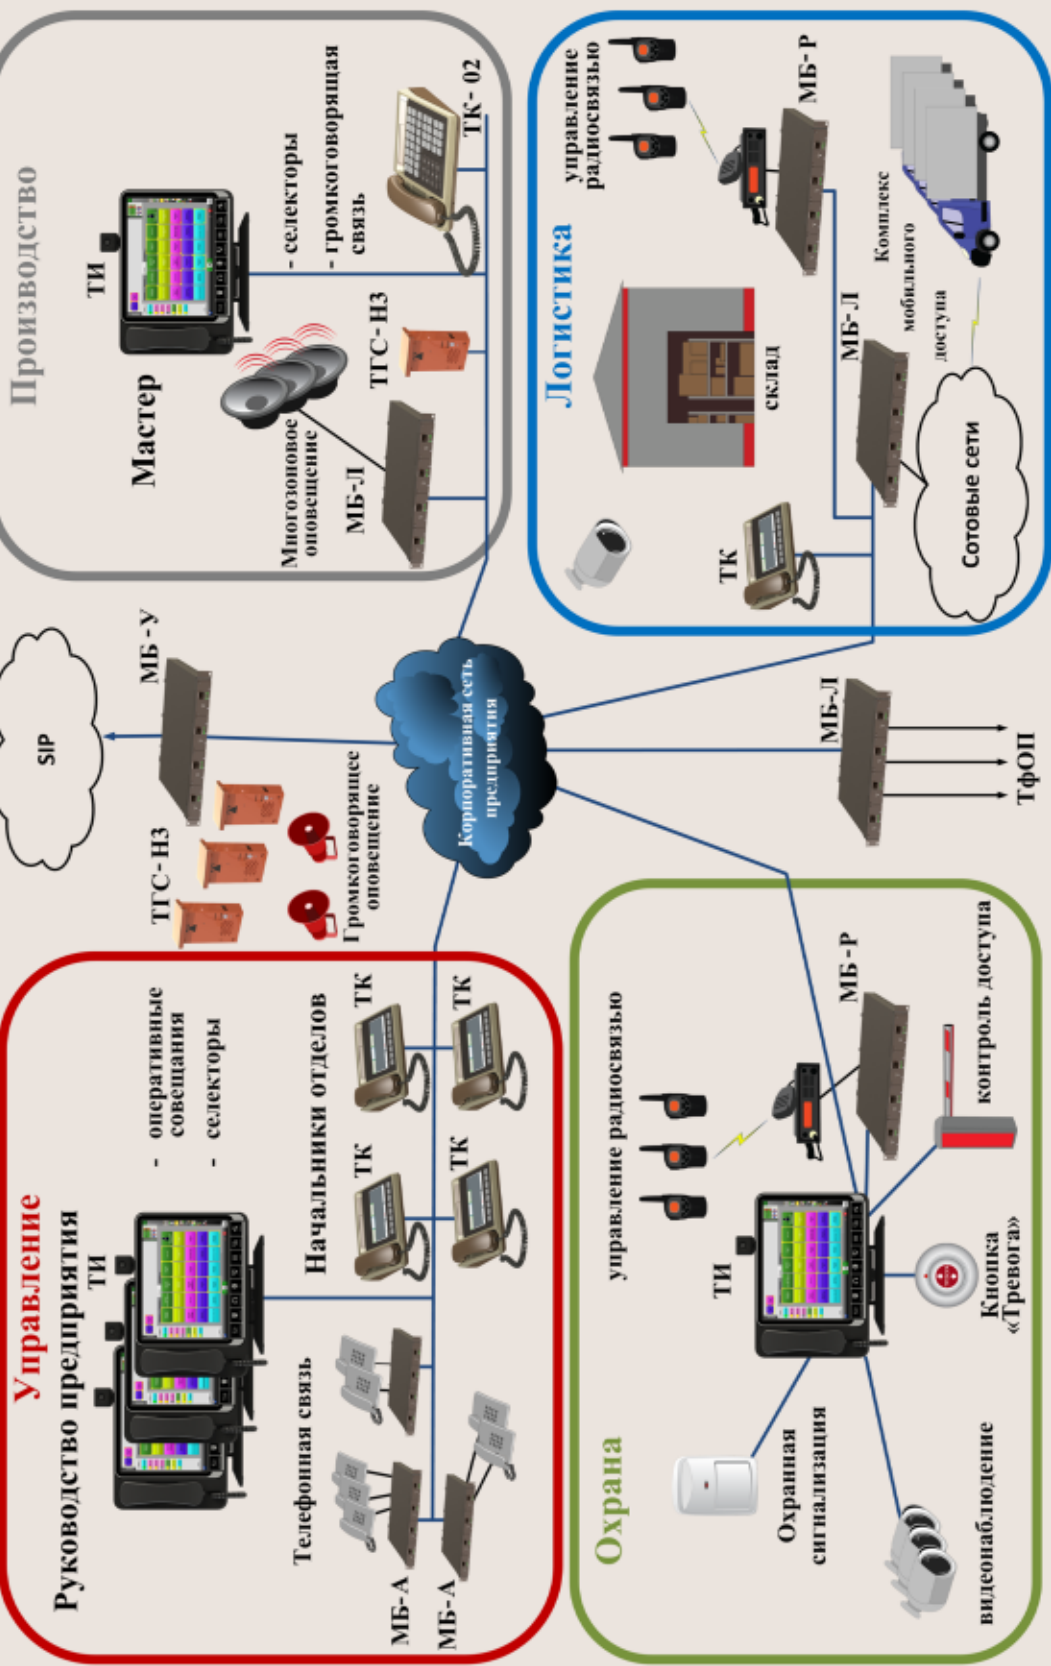 Управление
Руководство предприятия
ТИ
- оперативные
совещания
- селекторы
Телефонная связь
Начальники отделов
ТК
ТК
ТК
ТК
МБ-А
МБ-А
SIP
МБ-У
ТГС-Н3
Громкоговорящее
оповещение
Производство
Мастер
ТИ
- селекторы
- громкоговорящая
связь
Многозоновое
оповещение
МБ-Л
ТГС-Н3
ТК-02
Корпоративная сеть
предприятия
Охрана
управление радиосвязью
ТИ
МБ-Р
Охранная
сигнализация
Кнопка
«Тревога»
контроль доступа
видеонаблюдение
МБ-Л
ТфОП
Логистика
управление
радиосвязью
МБ-Р
ТК
склад
МБ-Л
Комплекс
мобильного
доступа
Сотовые сети